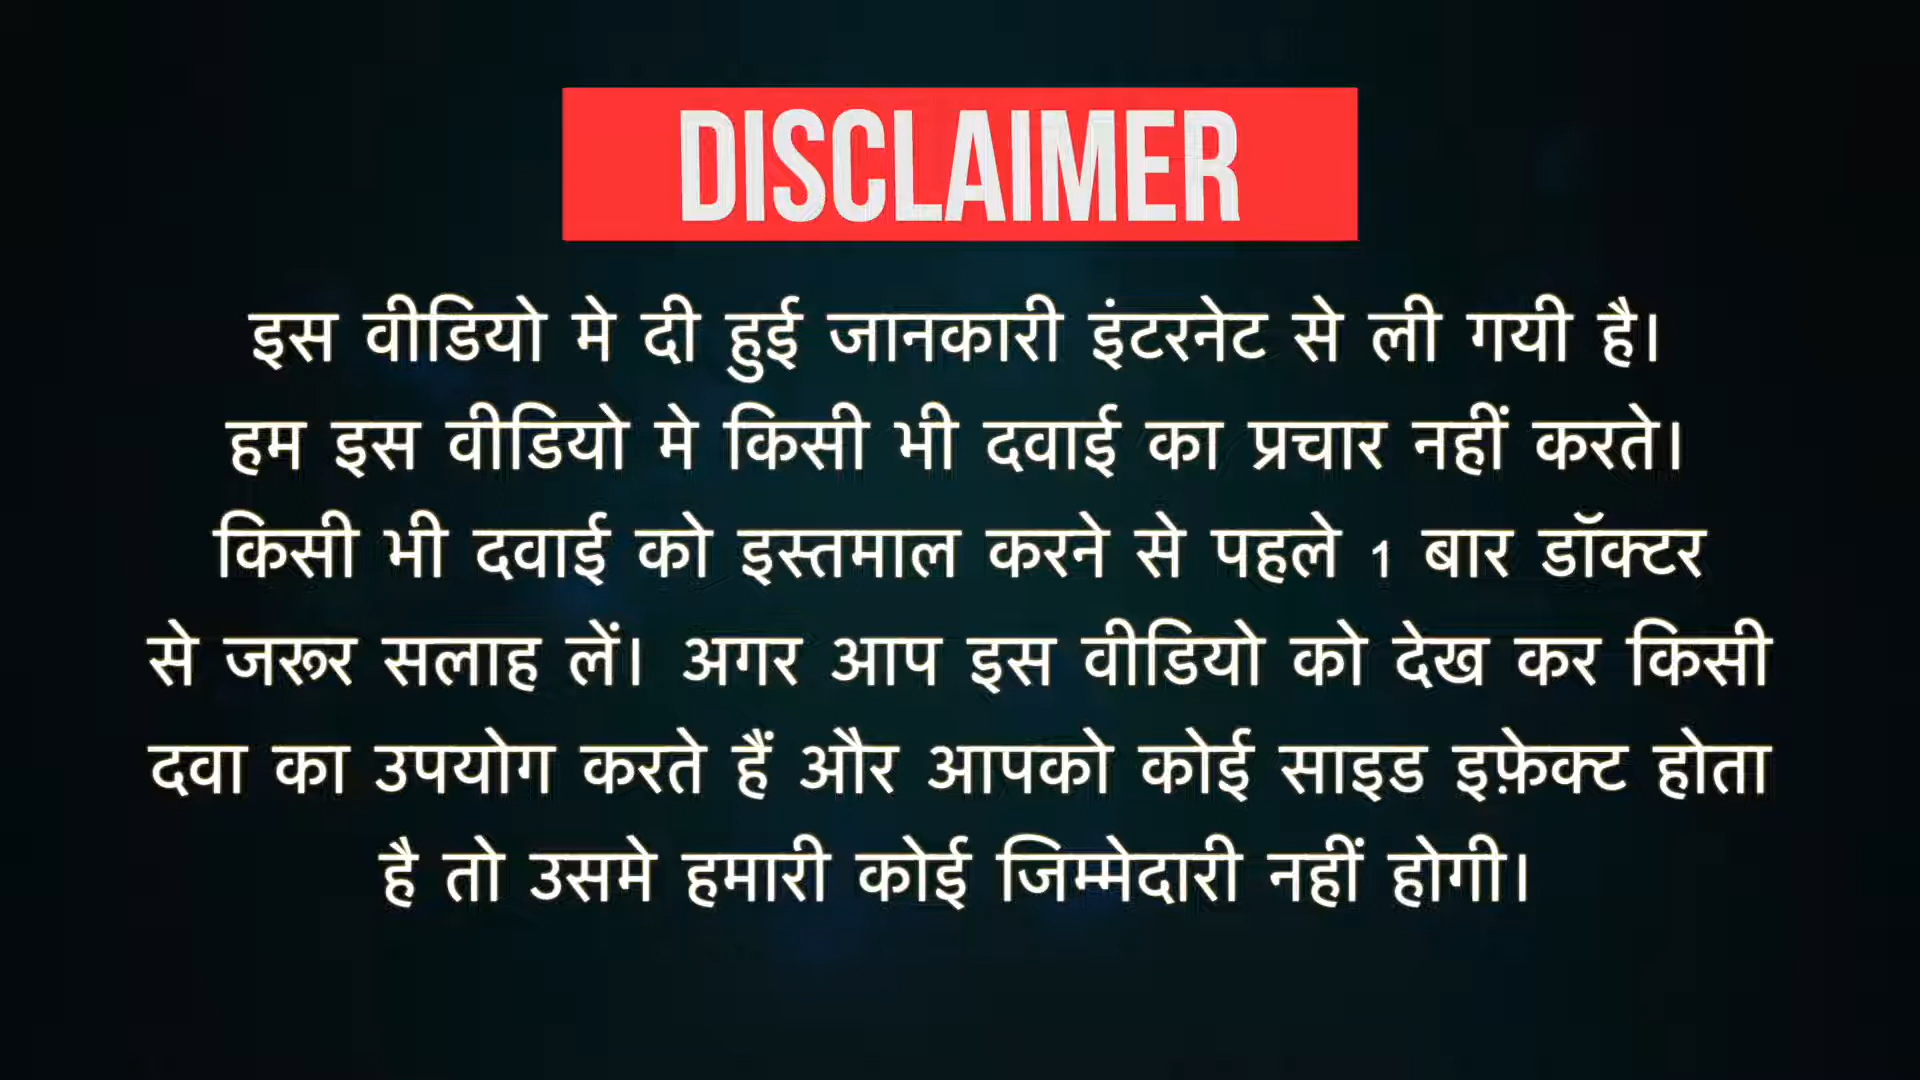 DISCLAIMER
इस वीडियो मे दी हुई जानकारी इंटरनेट से ली गयी है।
हम इस वीडियो मे किसी भी दवाई का प्रचार नहीं करते।
किसी भी दवाई को इस्तमाल करने से पहले 1 बार डॉक्टर
से जरूर सलाह लें। अगर आप इस वीडियो को देख कर किसी
दवा का उपयोग करते हैं और आपको कोई साइड इफ़ेक्ट होता
है तो उसमे हमारी कोई जिम्मेदारी नहीं होगी।